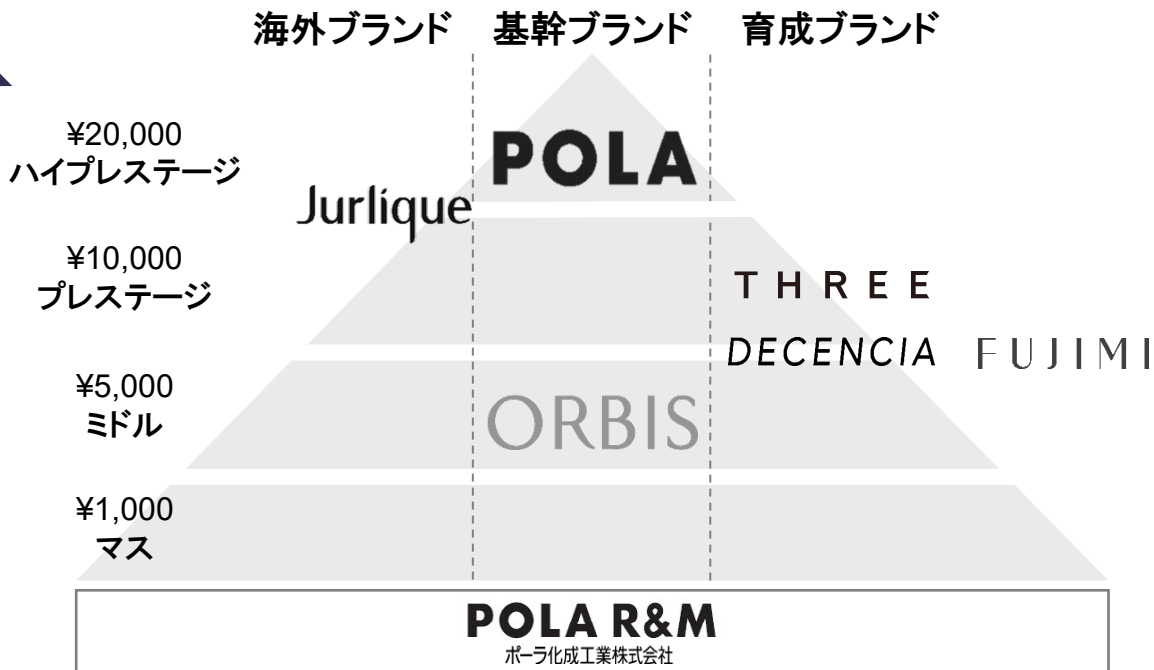 海外ブランド 基幹ブランド 育成ブランド
¥20,000
ハイプレステージ
POLA
Jurlique
¥10,000
プレステージ
THREE
DECENCIA FUJIMI
¥5,000
ミドル
ORBIS
¥1,000
マス
POLA R&M
ポーラ化成工業株式会社